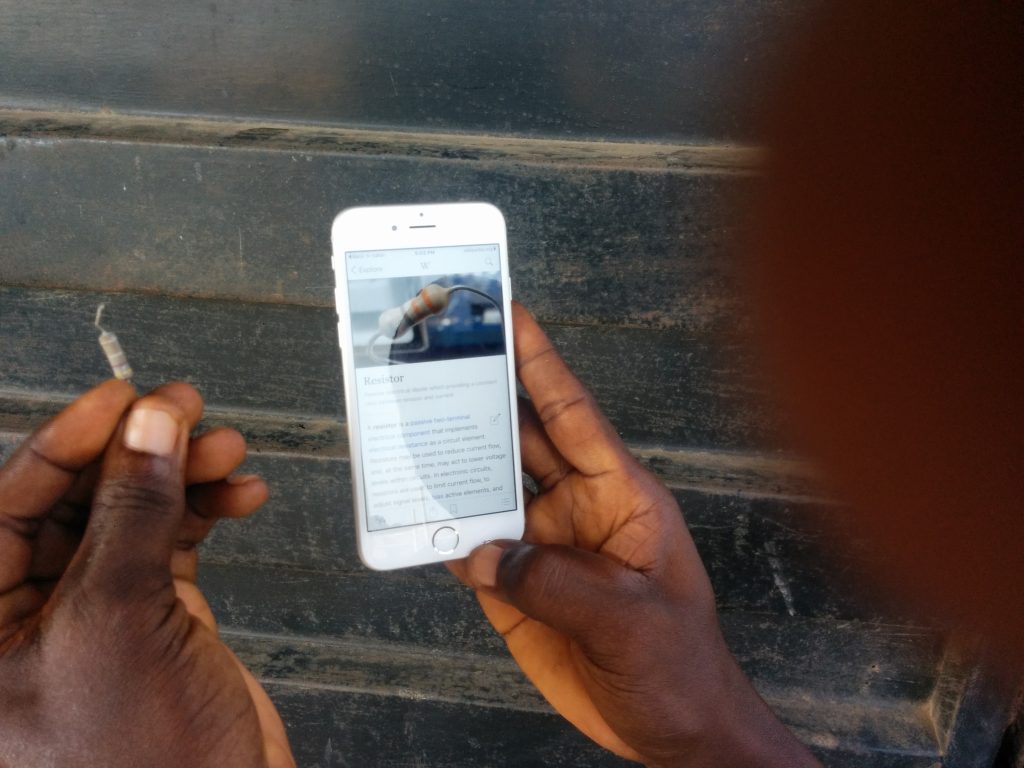 Explore
W
Resistor
A resistor is a passive two-terminal
electrical component that implements
electrical resistance as a circuit element.
Resistors may be used to reduce current flow,
and, at the same time, may act to lower voltage
levels within circuits. In electronic circuits,
resistors are used to limit current flow, to
adjust signal levels, bias active elements, and